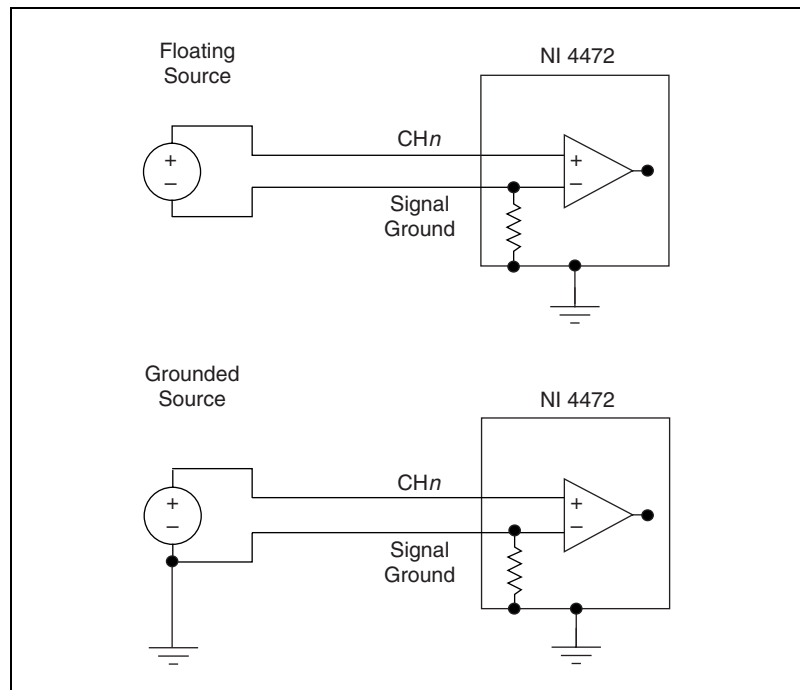 Floating
Source
NI 4472
CHn
+
−
+
−
Signal
Ground
Grounded
Source
NI 4472
CHn
+
−
+
−
Signal
Ground